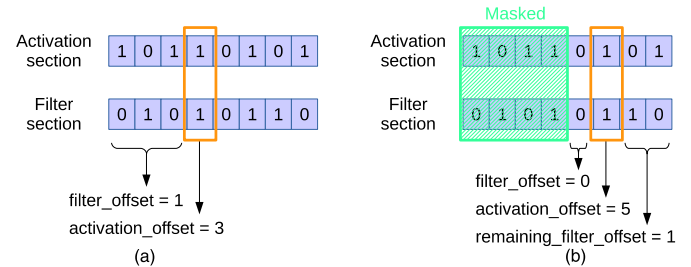 Masked
Activation section 1 0 1 1 0 1 0 1
Filter section 0 1 0 1 0 1 1 0
filter_offset = 1
activation_offset = 3
(a)
Activation section 1 0 1 1 0 1 0 1
Filter section 0 1 0 1 0 1 1 0
filter_offset = 0
activation_offset = 5
remaining_filter_offset = 1
(b)